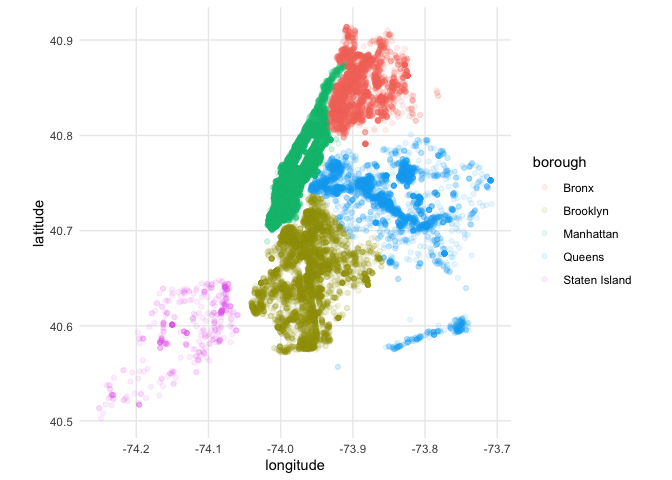 40.9
40.8
40.7
40.6
40.5
latitude
-74.2 -74.1 -74.0 -73.9 -73.8 -73.7
longitude
borough
Bronx
Brooklyn
Manhattan
Queens
Staten Island